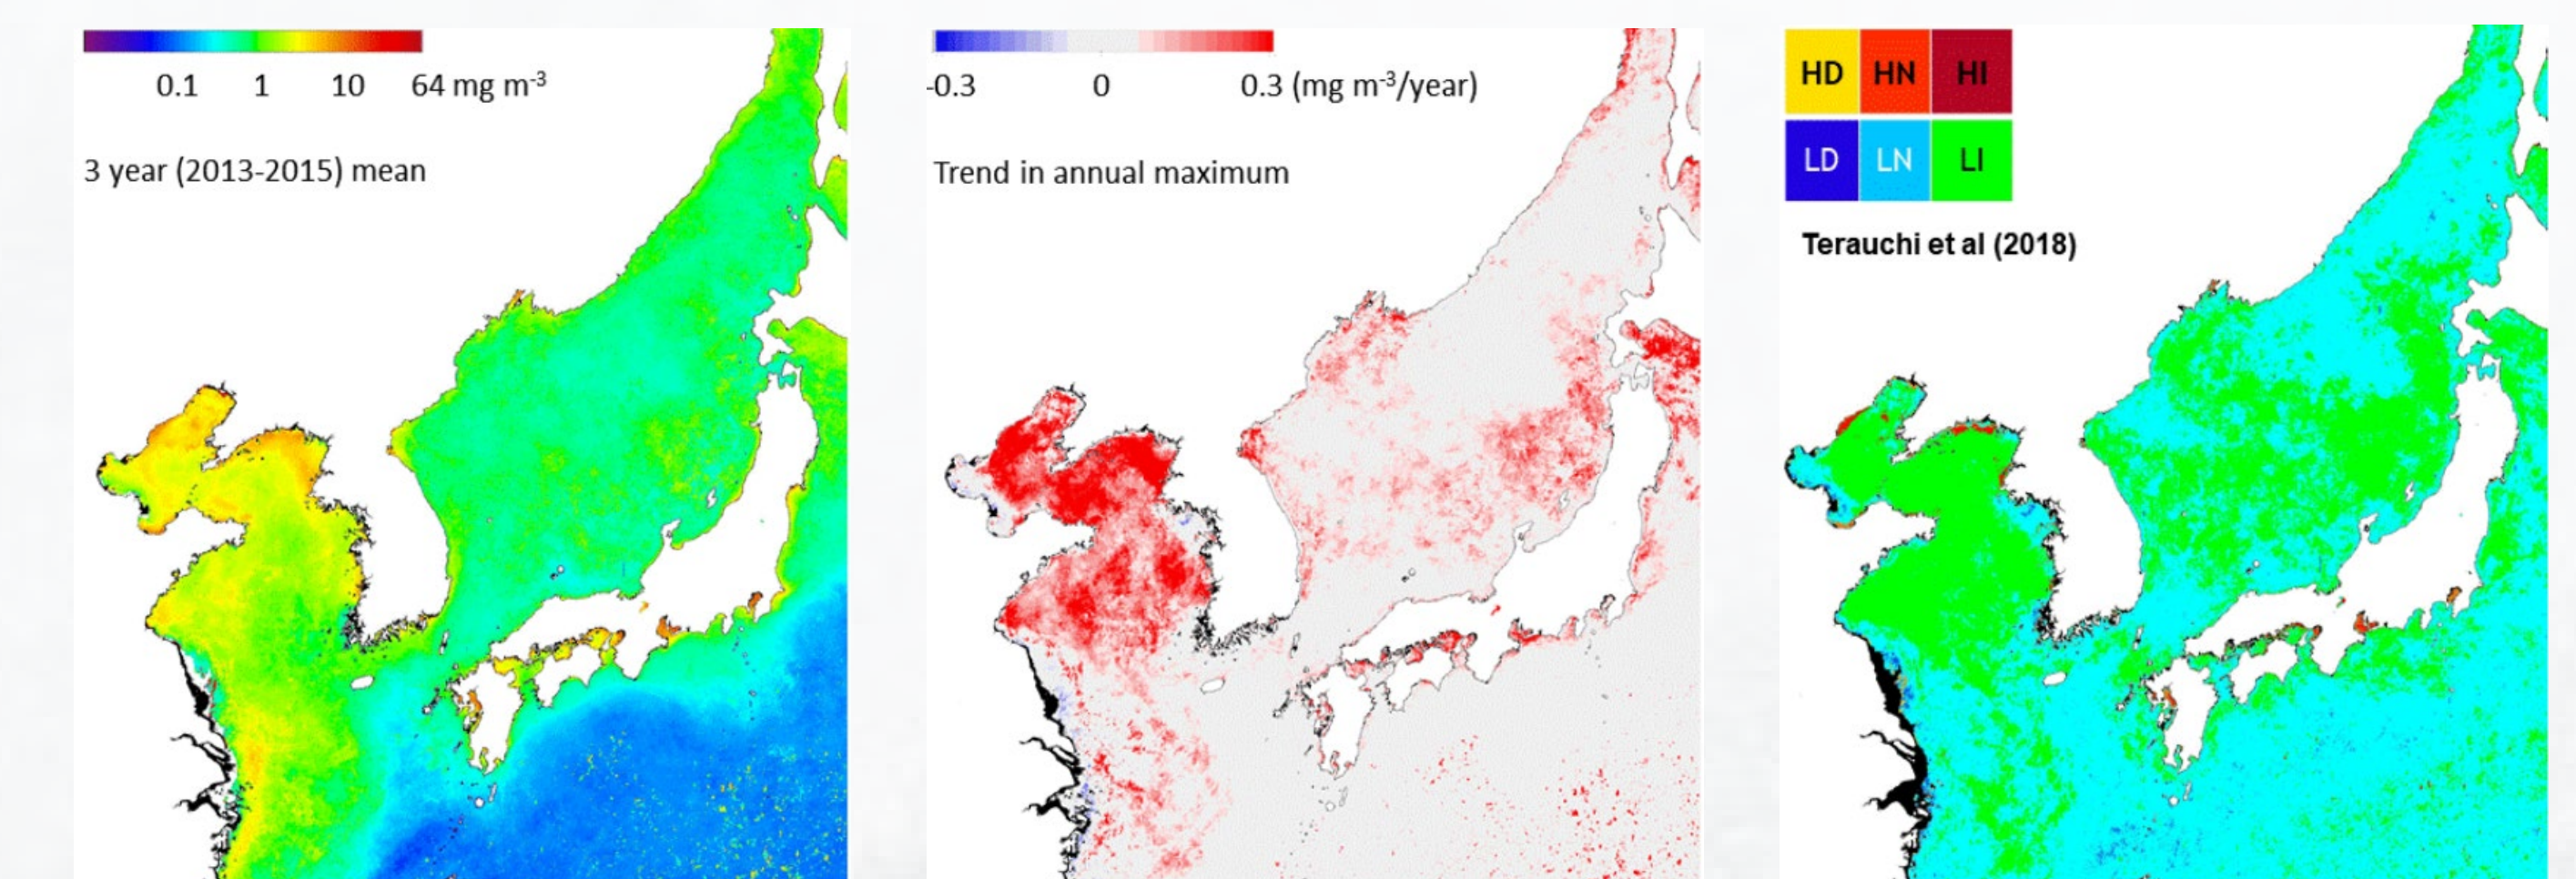 0.1 1 10 64 mg m-3
3 year (2013-2015) mean
-0.3 0 0.3 (mg m-3/year)
Trend in annual maximum
HD HN HI
LD LN LI
Terauchi et al (2018)